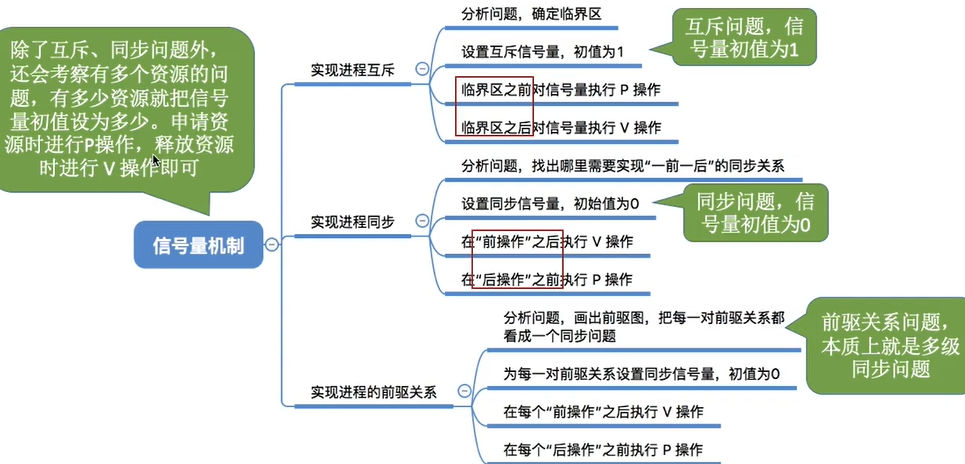 除了互斥、同步问题外，
还会考察有多个资源的问
题，有多少资源就把信号
量初值设为多少。申请资
源时进行P操作，释放资源
时进行 V 操作即可
信号量机制
实现进程互斥
分析问题，确定临界区
设置互斥信号量，初值为1
临界区之前对信号量执行 P 操作
临界区之后对信号量执行 V 操作
互斥问题，信
号量初值为1
实现进程同步
分析问题，找出哪里需要实现“一前一后”的同步关系
设置同步信号量，初始值为0
在“前操作”之后执行 V 操作
在“后操作”之前执行 P 操作
同步问题，信
号量初值为0
实现进程的前驱关系
分析问题，画出前驱图，把每一对前驱关系都
看成一个同步问题
为每一对前驱关系设置同步信号量，初值为0
在每个“前操作”之后执行 V 操作
在每个“后操作”之前执行 P 操作
前驱关系问题，
本质上就是多级
同步问题